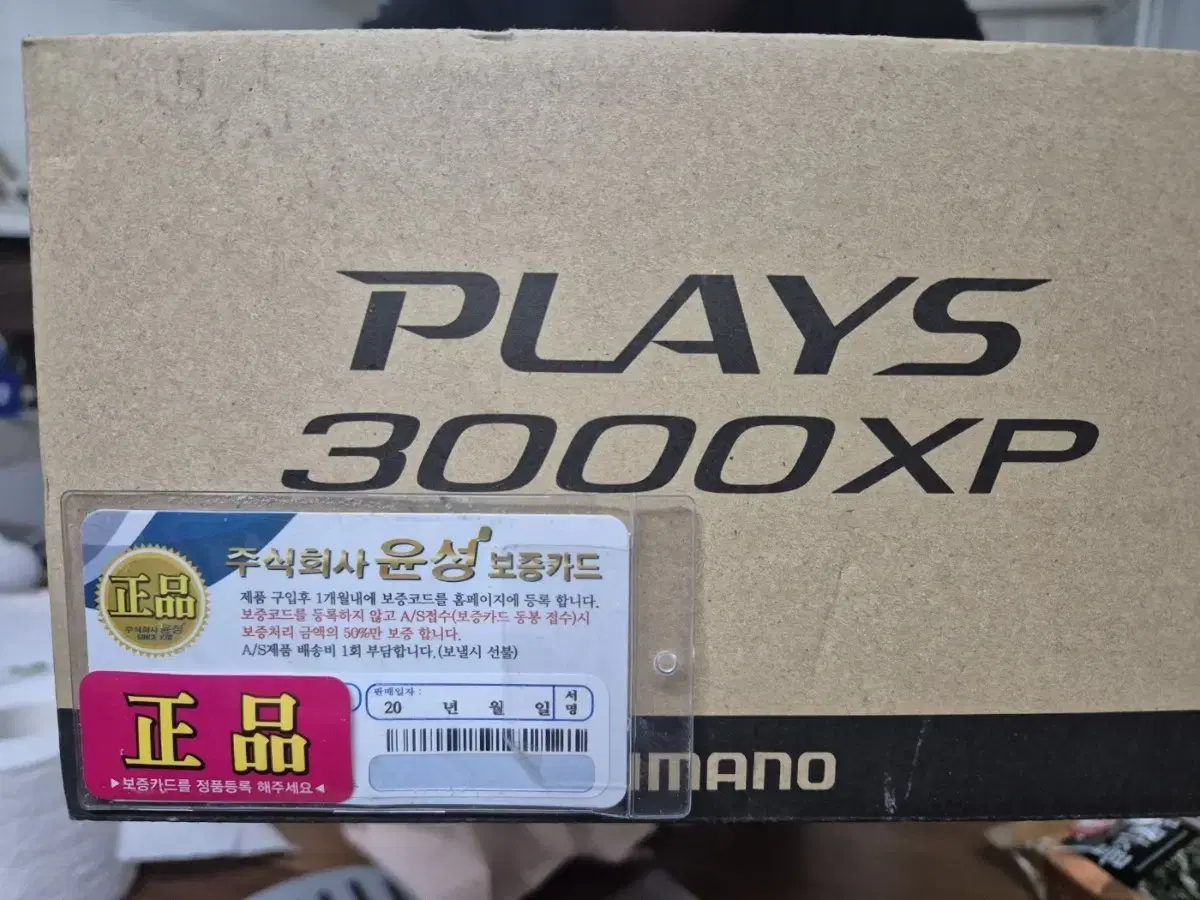 PLAYS
3000XP
주식회사 윤성 보증카드
正品
주식회사 윤성
제품 구입후 1개월내에 보증코드를 홈페이지에 등록 합니다.
보증코드를 등록하지 않고 A/S접수(보증카드 동봉 접수)시
보증처리 금액의 50%만 보증 합니다.
A/S제품 배송비 1회 부담합니다.(보낼시 선불)
판매일자 :
20 년 월 일
서명
正品
▶보증카드를 정품등록 해주세요◀
IMANO